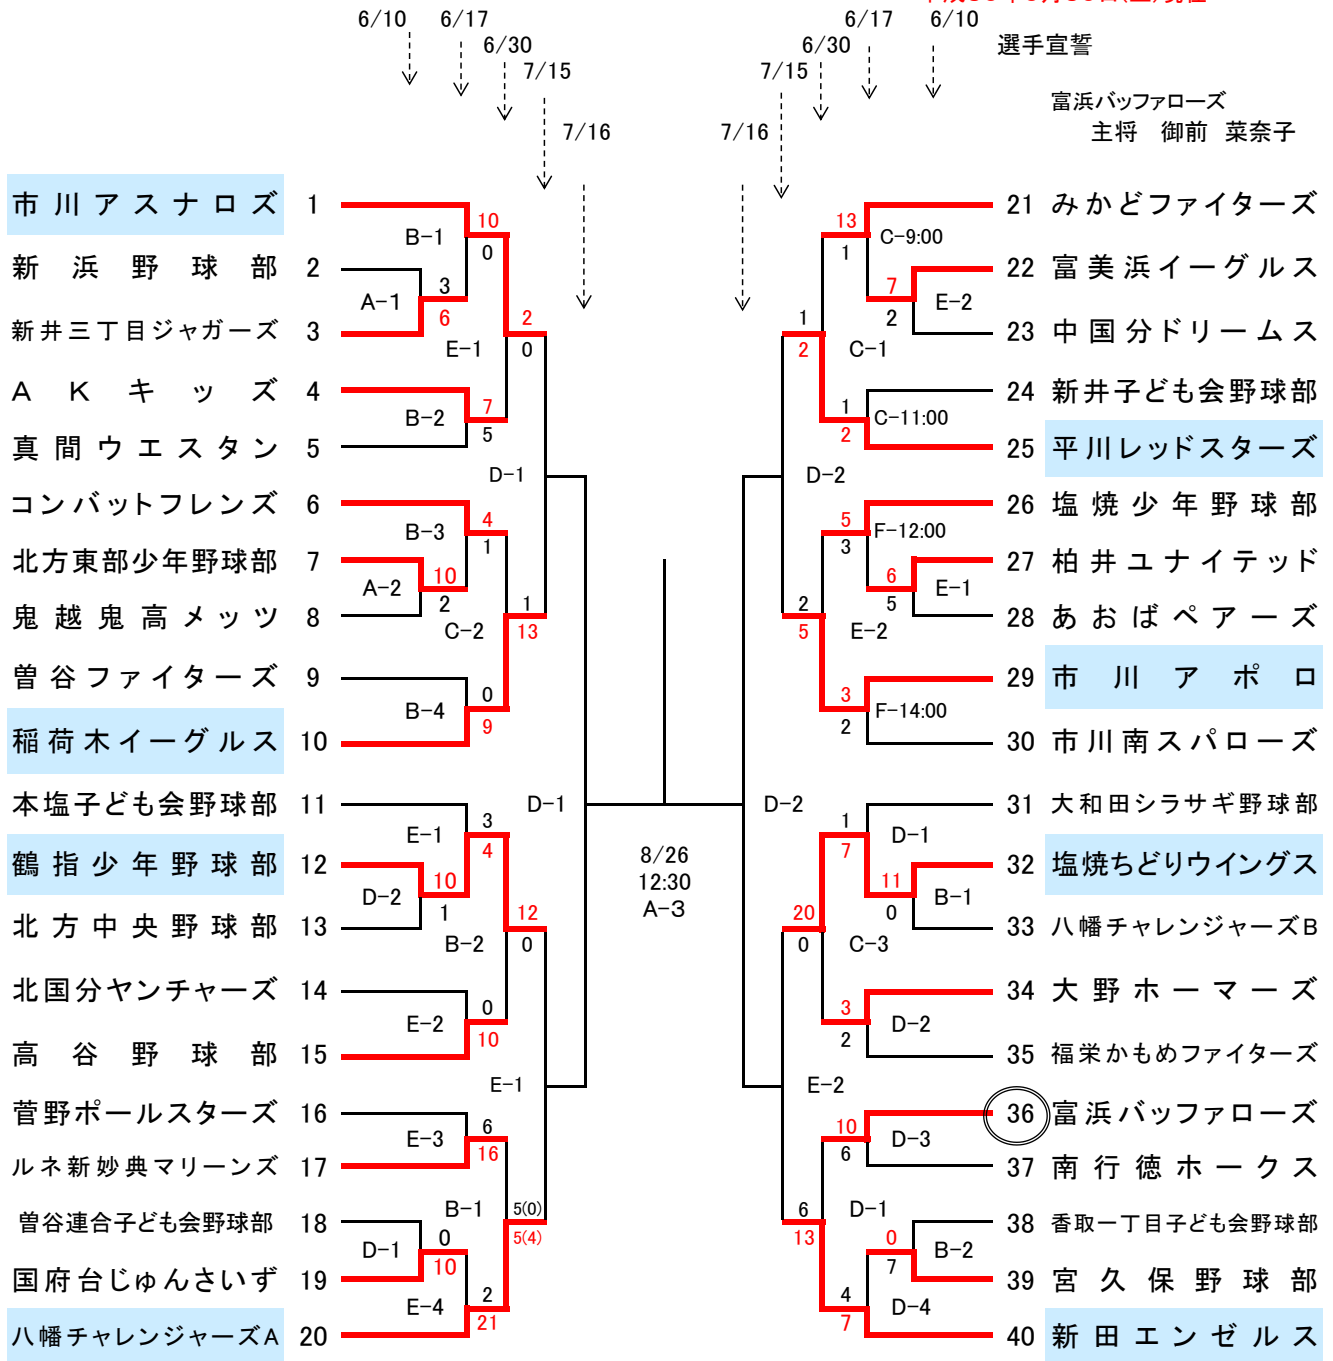 6/10 6/17 6/17 6/10
6/30 6/30 選手宣誓
7/15 7/15
富浜バッファローズ
7/16 7/16 主将 御前 菜奈子
市川アスナロズ 1 10 13 21 みかどファイターズ
B-1 C-9:00
0 1
新浜野球部 2 3 7 22 富美浜イーグルス
A-1 E-2
新井三丁目ジャガーズ 3 6 2 2 1 23 中国分ドリームス
E-1 0 2 C-1
AKキッズ 4 7 1 24 新井子ども会野球部
B-2 C-11:00
真間ウエスタン 5 5 2 25 平川レッドスターズ
D-1 D-2
コンバットフレンズ 6 4 5 26 塩焼少年野球部
B-3 F-12:00
1 3
北方東部少年野球部 7 10 6 27 柏井ユナイテッド
A-2 E-1
2 1 2 5
鬼越鬼高メッツ 8 28 あおばペアーズ
C-2 13 5 E-2
曽谷ファイターズ 9 0 3 29 市川アポロ
B-4 F-14:00
9 2
稲荷木イーグルス 10 30 市川南スパローズ
本塩子ども会野球部 11 D-1 D-2 31 大和田シラサギ野球部
3 1
E-1 D-1
4 8/26 7
鶴指少年野球部 12 10 12:30 11 32 塩焼ちどりウイングス
D-2 A-3 B-1
1 12 20 0
北方中央野球部 13 33 八幡チャレンジャーズB
B-2 0 0 C-3
北国分ヤンチャーズ 14 0 3 34 大野ホーマーズ
E-2 D-2
10 2
高谷野球部 15 35 福栄かもめファイターズ
E-1 E-2
菅野ポールスターズ 16 6 10 36 富浜バッファローズ
E-3 D-3
16 6
ルネ新妙典マリーンズ 17 37 南行徳ホークス
B-1 5(0) 6 D-1
曽谷連合子ども会野球部 18 0 5(4) 13 0 38 香取一丁目子ども会野球部
D-1 B-2
10 7
国府台じゅんさいず 19 2 4 39 宮久保野球部
E-4 D-4
21 7
八幡チャレンジャーズA 20 40 新田エンゼルス